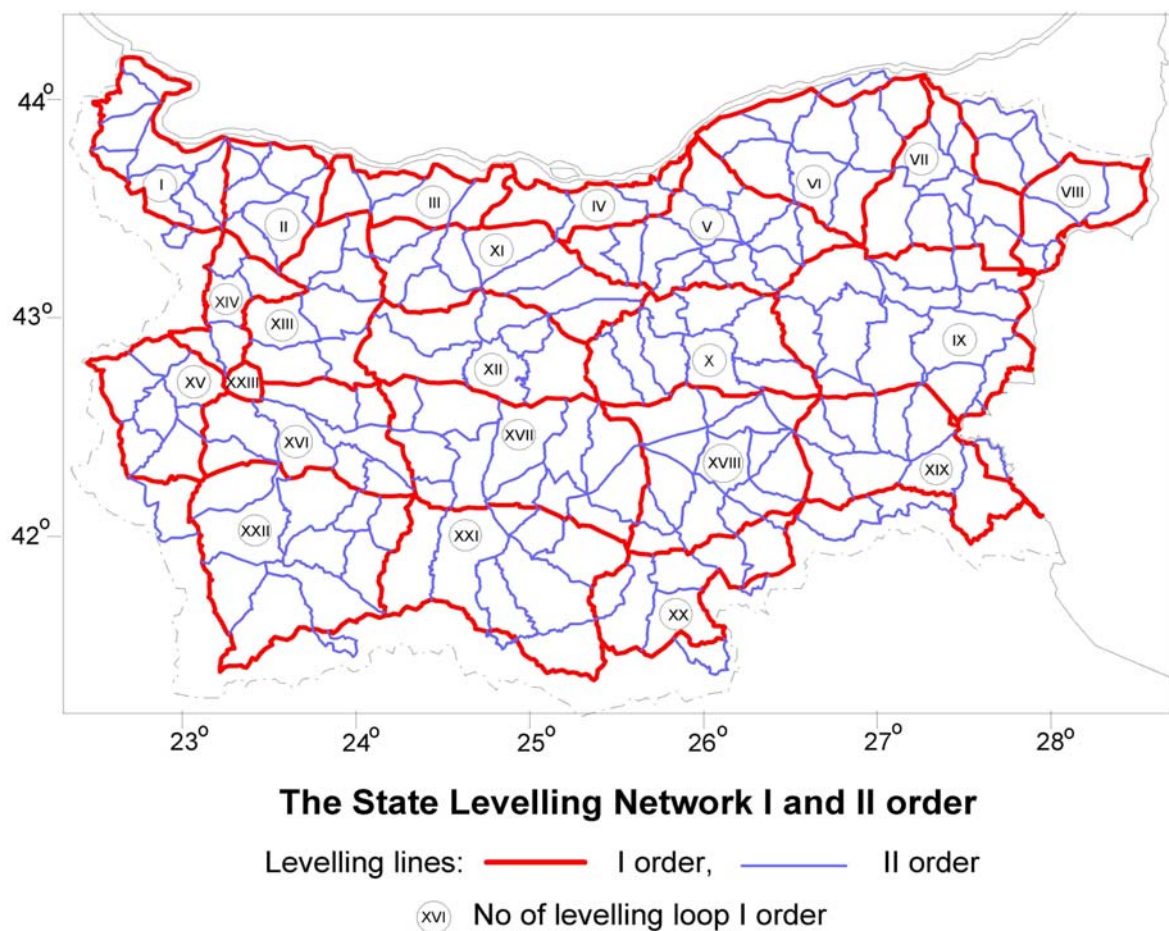 44°
43°
42°
I
II
III
IV
V
VI
VII
VIII
XI
XIV
XIII
XII
X
IX
XV
XXIII
XVI
XVII
XVIII
XIX
XXII
XXI
XX
23° 24° 25° 26° 27° 28°
The State Levelling Network I and II order
Levelling lines: I order, II order
XVI No of levelling loop I order